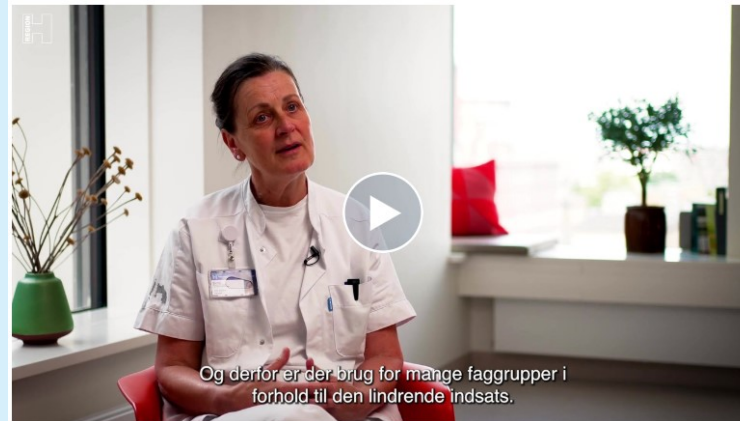 Og derfor er der brug for mange faggrupper i
forhold til den lindrende indsats.